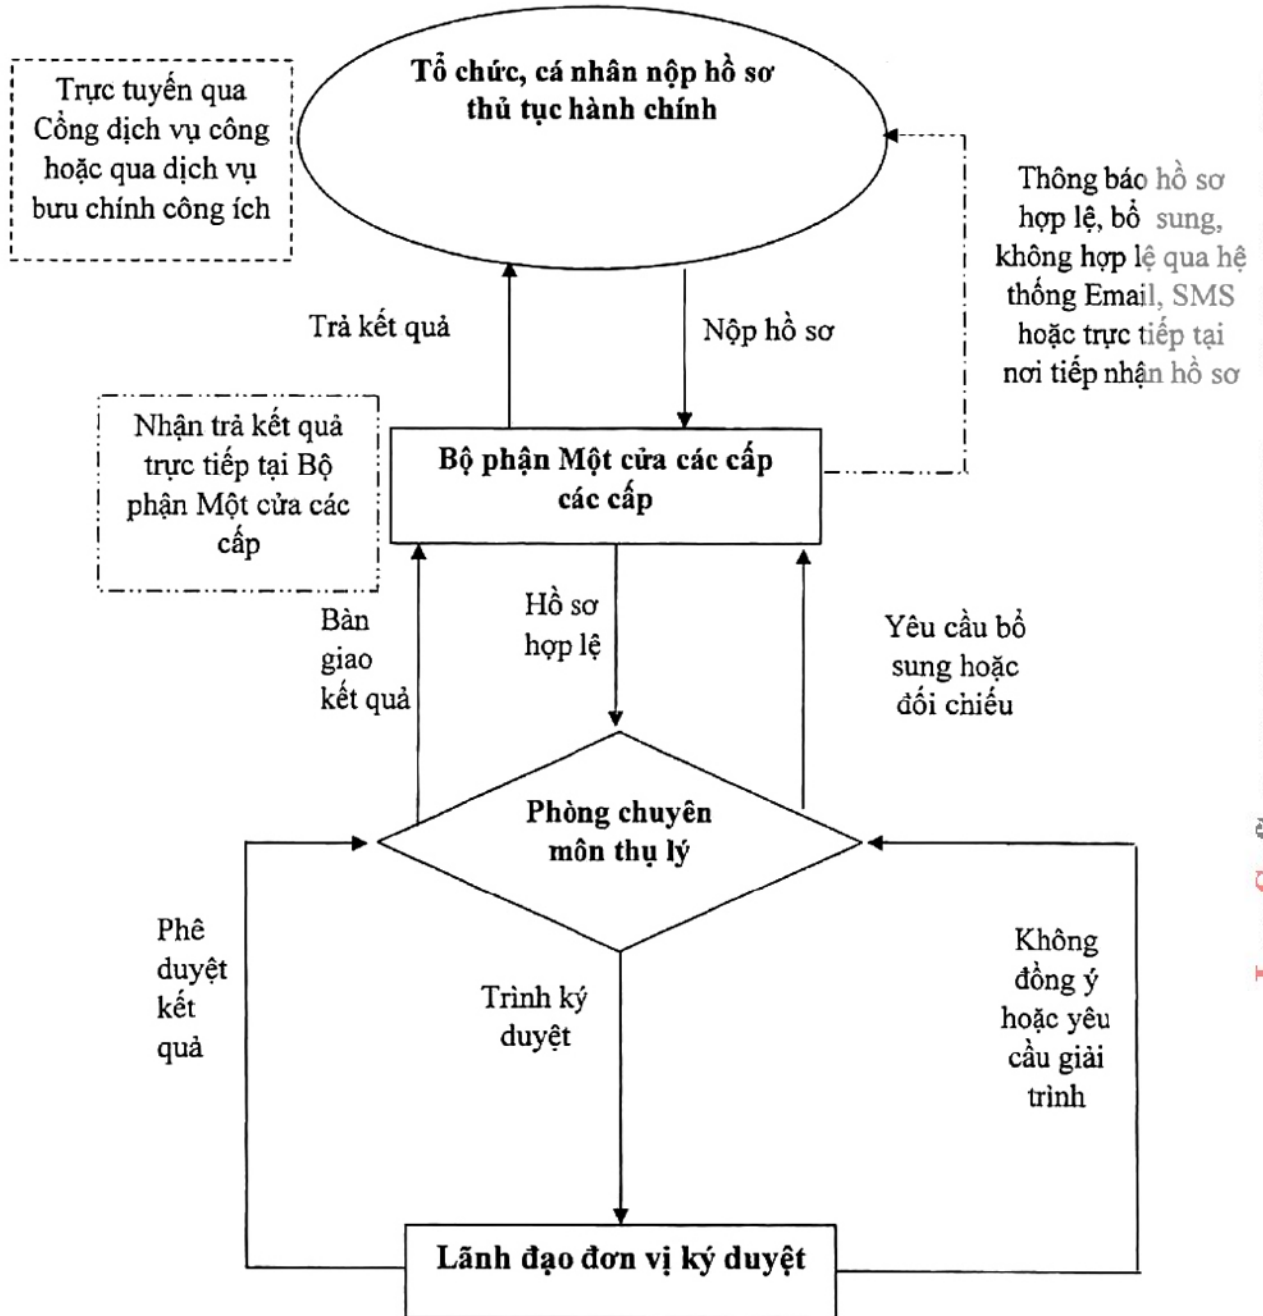 Tổ chức, cá nhân nộp hồ sơ
thủ tục hành chính
Trực tuyến qua
Cổng dịch vụ công
hoặc qua dịch vụ
bưu chính công ích
Thông báo hồ sơ
hợp lệ, bổ sung,
không hợp lệ qua hệ
thống Email, SMS
hoặc trực tiếp tại
nơi tiếp nhận hồ sơ
Trả kết quả
Nộp hồ sơ
Nhận trả kết quả
trực tiếp tại Bộ
phận Một cửa các
cấp
Bộ phận Một cửa các cấp
các cấp
Bàn
giao
kết quả
Hồ sơ
hợp lệ
Yêu cầu bổ
sung hoặc
đối chiếu
Phòng chuyên
môn thụ lý
Phê
duyệt
kết
quả
Trình ký
duyệt
Không
đồng ý
hoặc yêu
cầu giải
trình
Lãnh đạo đơn vị ký duyệt